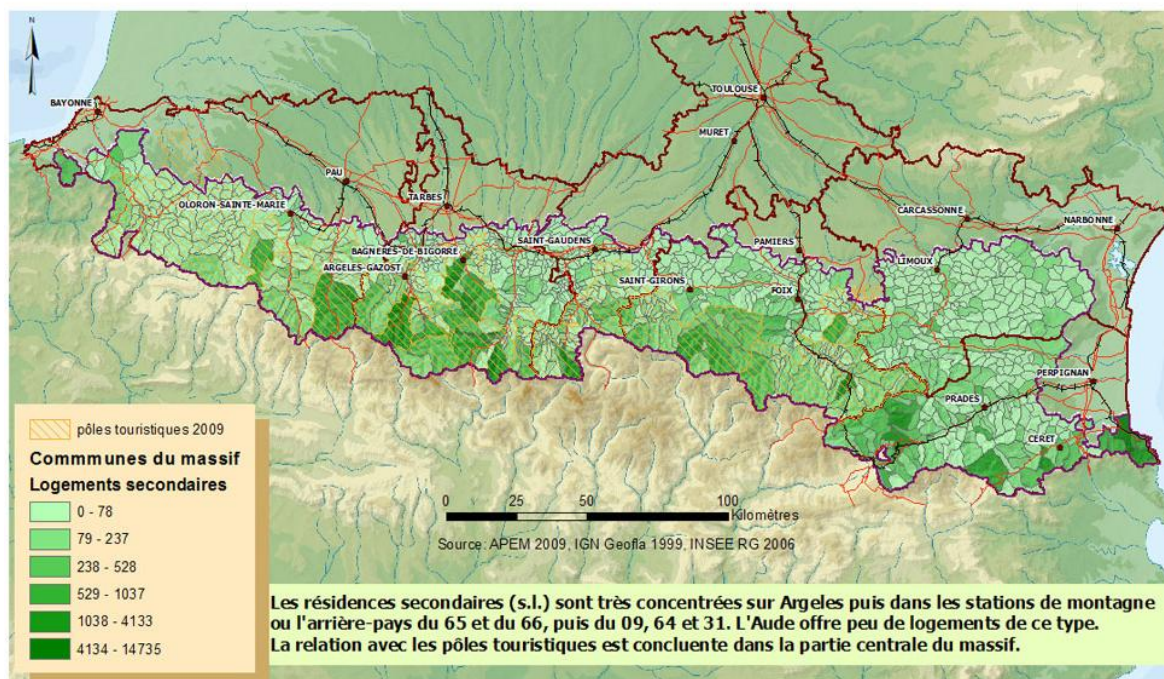 N
BAYONNE
TOULOUSE
MURET
PAU
TARBES
OLORON-SAINTE-MARIE
CARCASSONNE
NARBONNE
BAGNERES-DE-BIGORRE
SAINT-GAUDENS
PAMIERS
LIMOUX
ARGELES-GAZOST
SAINT-GIRONS
FOIX
PERPIGNAN
PRADES
CERET
pôles touristiques 2009
Commmunes du massif
Logements secondaires
0 - 78
79 - 237
238 - 528
529 - 1037
1038 - 4133
4134 - 14735
0 25 50 100
Kilomètres
Source: APEM 2009, IGN Geofla 1999, INSEE RG 2006
Les résidences secondaires (s.l.) sont très concentrées sur Argeles puis dans les stations de montagne
ou l'arrière-pays du 65 et du 66, puis du 09, 64 et 31. L'Aude offre peu de logements de ce type.
La relation avec les pôles touristiques est concluente dans la partie centrale du massif.